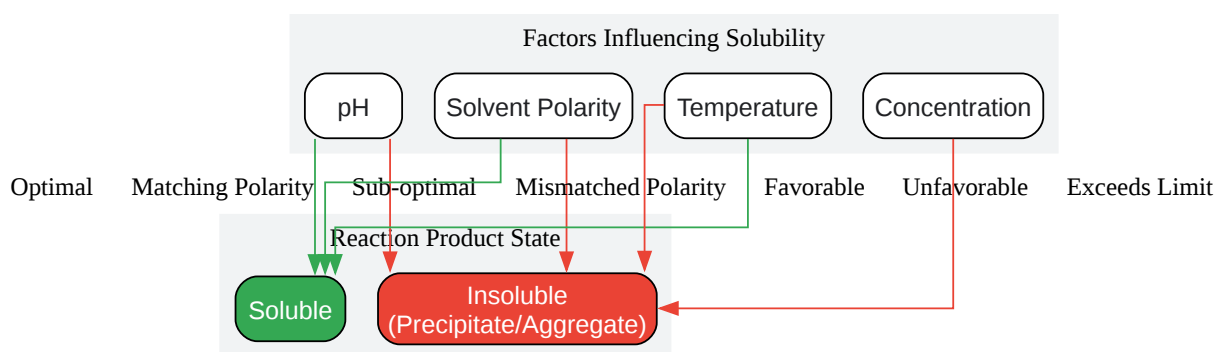 Factors Influencing Solubility
pH
Solvent Polarity
Temperature
Concentration
Optimal
Matching Polarity
Sub-optimal
Mismatched Polarity
Favorable
Unfavorable
Exceeds Limit
Reaction Product State
Soluble
Insoluble
(Precipitate/Aggregate)